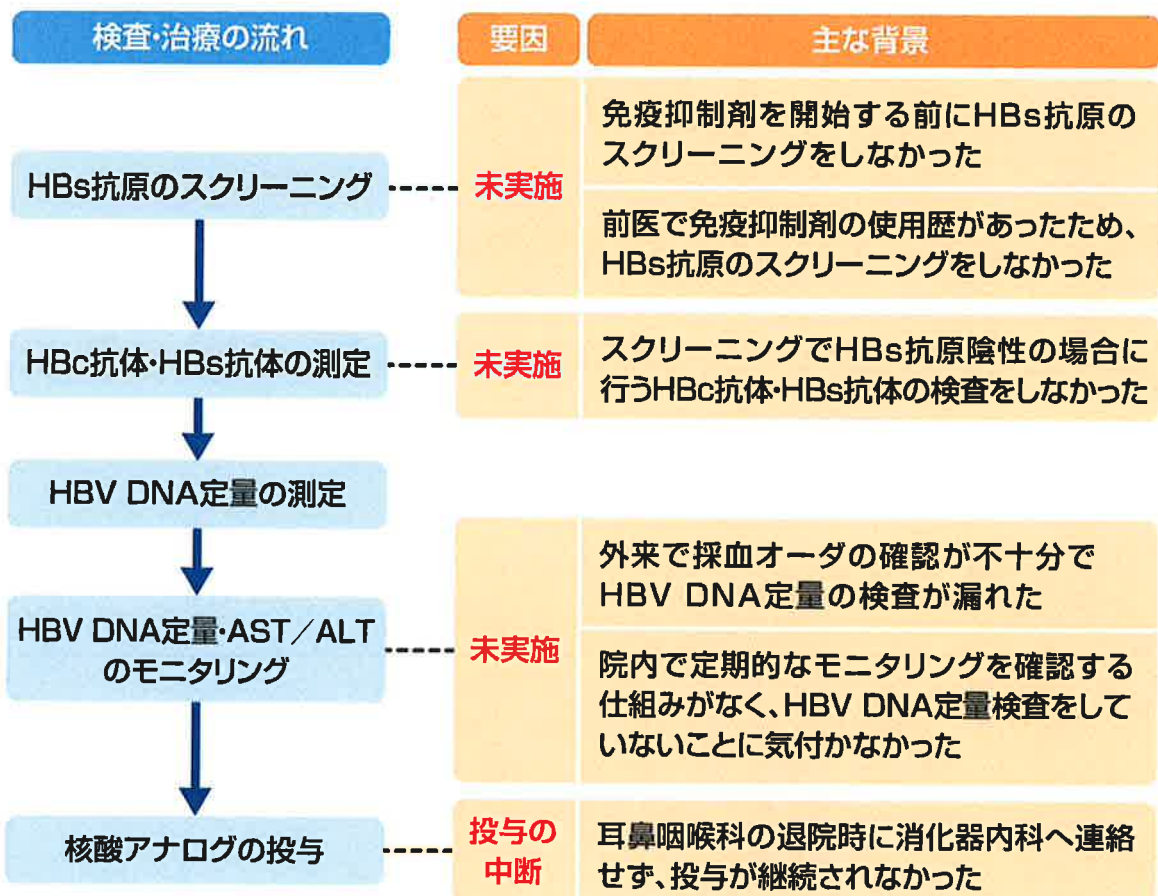 検査・治療の流れ
要因
主な背景
HBs抗原のスクリーニング
未実施
免疫抑制剤を開始する前にHBs抗原の
スクリーニングをしなかった
前医で免疫抑制剤の使用歴があったため、
HBs抗原のスクリーニングをしなかった
HBc抗体・HBs抗体の測定
未実施
スクリーニングでHBs抗原陰性の場合に
行うHBc抗体・HBs抗体の検査をしなかった
HBV DNA定量の測定
HBV DNA定量・AST／ALT
のモニタリング
未実施
外来で採血オーダの確認が不十分で
HBV DNA定量の検査が漏れた
院内で定期的なモニタリングを確認する
仕組みがなく、HBV DNA定量検査をして
いないことに気付かなかった
核酸アナログの投与
投与の
中断
耳鼻咽喉科の退院時に消化器内科へ連絡
せず、投与が継続されなかった